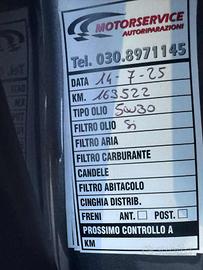 MOTORSERVICE
AUTORIPARAZIONI
Tel. 030.8971145
DATA 14-7-25
KM. 163522
TIPO OLIO 5W30
FILTRO OLIO Si
FILTRO ARIA
FILTRO CARBURANTE
CANDELE
FILTRO ABITACOLO
CINGHIA DISTRIB.
FRENI ANT. POST.
PROSSIMO CONTROLLO A
KM